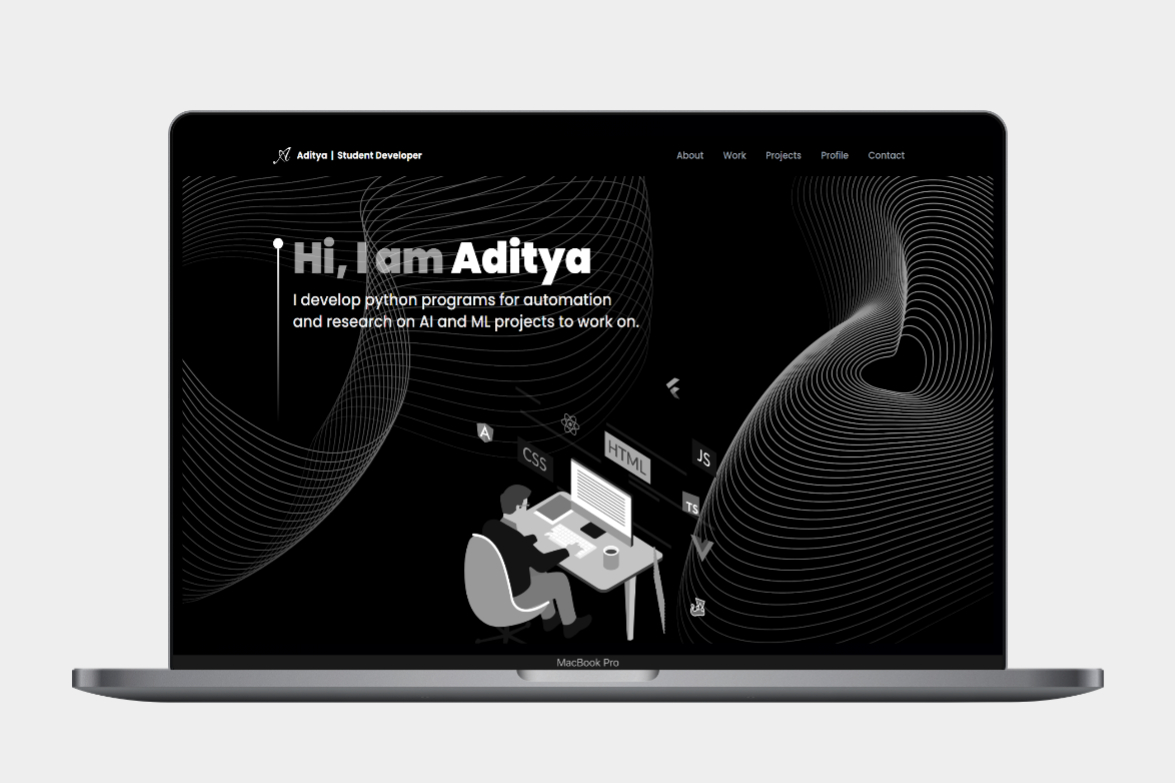 Aditya | Student Developer
About Work Projects Profile Contact
Hi, I am Aditya
I develop python programs for automation
and research on AI and ML projects to work on.
A
CSS
HTML
JS
TS
MacBook Pro